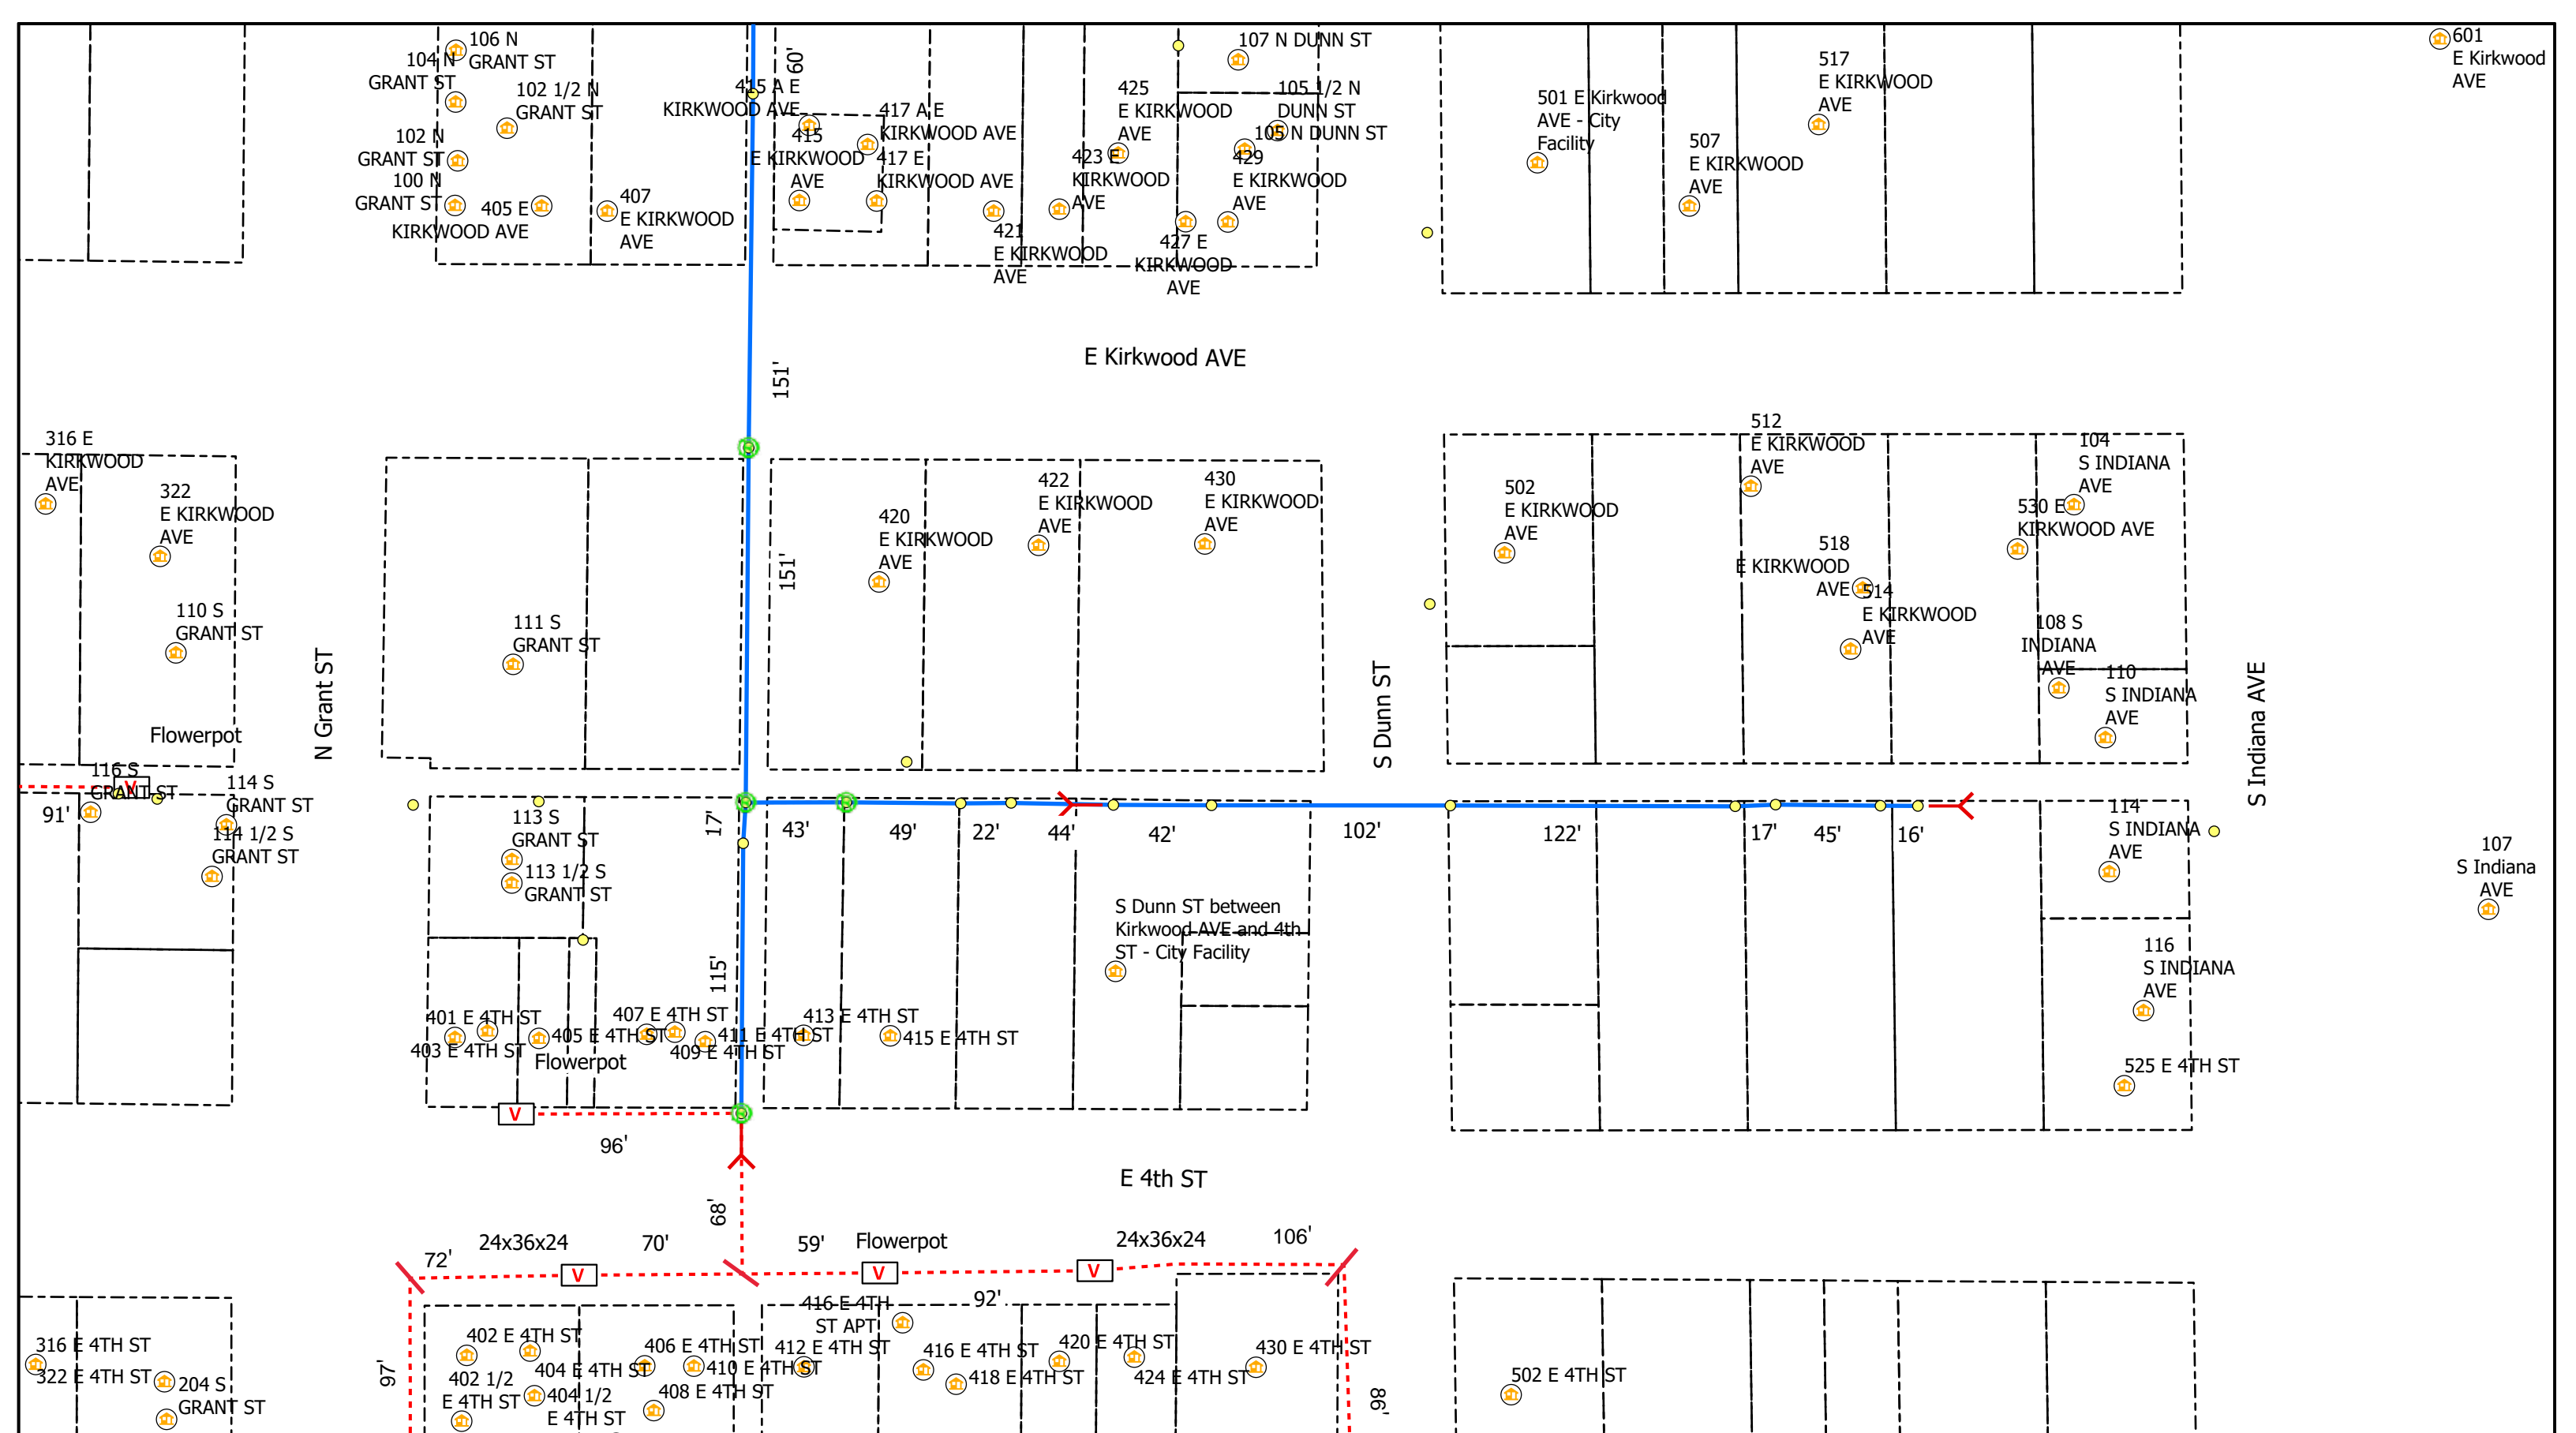 106 N
GRANT ST
104 N
GRANT ST
102 1/2 N
GRANT ST
102 N
GRANT ST
100 N
GRANT ST
405 E
KIRKWOOD AVE
407
E KIRKWOOD
AVE
60'
415 A E
KIRKWOOD AVE
415
E KIRKWOOD
AVE
417 A E
KIRKWOOD AVE
417 E
KIRKWOOD AVE
421
E KIRKWOOD
AVE
423 E
KIRKWOOD
AVE
425
E KIRKWOOD
AVE
107 N DUNN ST
105 1/2 N
DUNN ST
105 N DUNN ST
429
E KIRKWOOD
AVE
427 E
KIRKWOOD
AVE
501 E Kirkwood
AVE - City
Facility
507
E KIRKWOOD
AVE
517
E KIRKWOOD
AVE
601
E Kirkwood
AVE
151'
E Kirkwood AVE
316 E
KIRKWOOD
AVE
322
E KIRKWOOD
AVE
110 S
GRANT ST
Flowerpot
N Grant ST
111 S
GRANT ST
151'
420
E KIRKWOOD
AVE
422
E KIRKWOOD
AVE
430
E KIRKWOOD
AVE
S Dunn ST
502
E KIRKWOOD
AVE
512
E KIRKWOOD
AVE
518
E KIRKWOOD
AVE
514
E KIRKWOOD
AVE
104
S INDIANA
AVE
530 E
KIRKWOOD AVE
108 S
INDIANA
AVE
110
S INDIANA
AVE
S Indiana AVE
116 S
GRANT ST
V
91'
114 S
GRANT ST
114 1/2 S
GRANT ST
113 S
GRANT ST
113 1/2 S
GRANT ST
17'
43'
49'
22'
44'
42'
102'
122'
17'
45'
16'
114
S INDIANA
AVE
107
S Indiana
AVE
S Dunn ST between
Kirkwood AVE and 4th
ST - City Facility
116
S INDIANA
AVE
115'
401 E 4TH ST
403 E 4TH ST
405 E 4TH ST
407 E 4TH ST
409 E 4TH ST
411 E 4TH ST
413 E 4TH ST
415 E 4TH ST
Flowerpot
525 E 4TH ST
V
96'
E 4th ST
68'
72'
24x36x24
70'
59'
Flowerpot
24x36x24
106'
V
V
V
92'
97'
98'
316 E 4TH ST
322 E 4TH ST
204 S
GRANT ST
402 E 4TH ST
402 1/2
E 4TH ST
404 E 4TH ST
404 1/2
E 4TH ST
406 E 4TH ST
410 E 4TH ST
408 E 4TH ST
412 E 4TH ST
416 E 4TH
ST APT
416 E 4TH ST
418 E 4TH ST
420 E 4TH ST
424 E 4TH ST
430 E 4TH ST
502 E 4TH ST